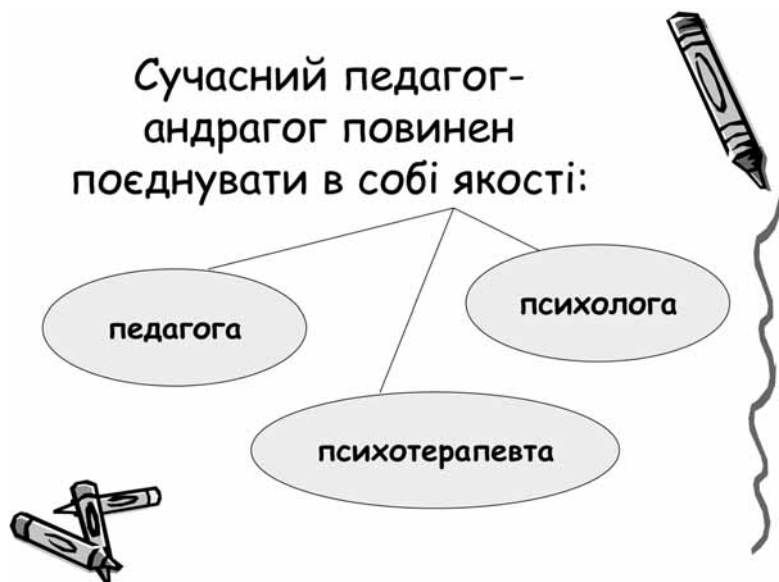 Сучасний педагог-
андрагог повинен
поєднувати в собі якості:
педагога
психолога
психотерапевта